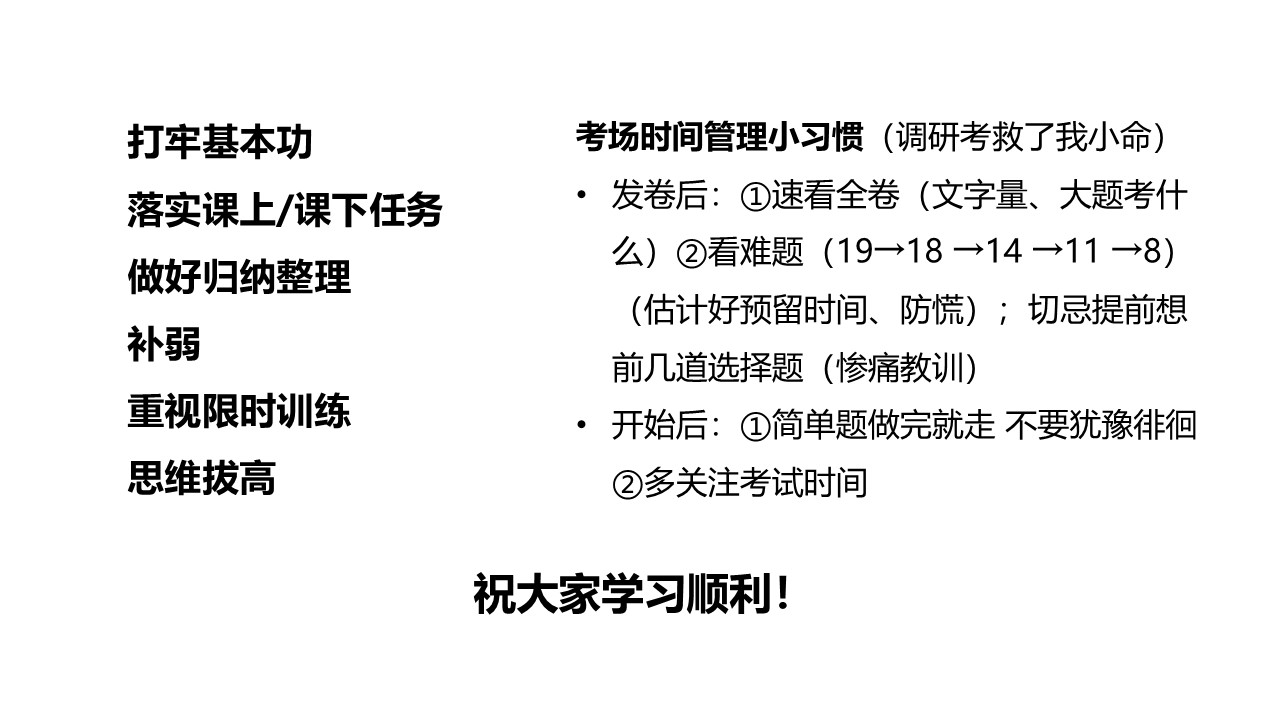 打牢基本功
落实课上/课下任务
做好归纳整理
补弱
重视限时训练
思维拔高
考场时间管理小习惯（调研考救了我小命）
• 发卷后：①速看全卷（文字量、大题考什
么）②看难题（19→18 →14 →11 →8）
（估计好预留时间、防慌）；切忌提前想
前几道选择题（惨痛教训）
• 开始后：①简单题做完就走 不要犹豫徘徊
②多关注考试时间
祝大家学习顺利！